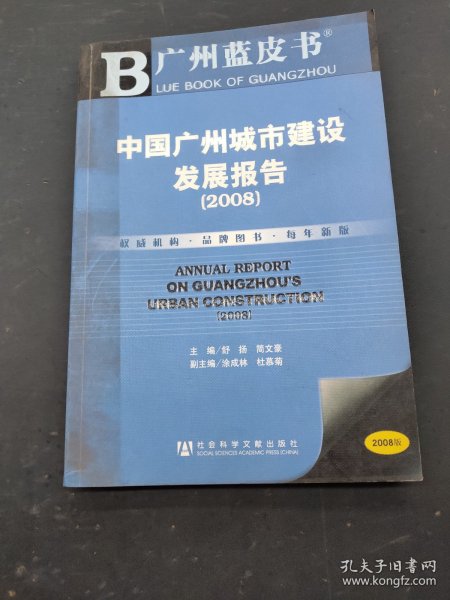 广州蓝皮书®
BLUE BOOK OF GUANGZHOU
中国广州城市建设
发展报告
(2008)
权威机构·品牌图书·每年新版
ANNUAL REPORT
ON GUANGZHOU'S
URBAN CONSTRUCTION
(2008)
主 编/舒 扬 简文豪
副主编/涂成林 杜慕菊
社会科学文献出版社
SOCIAL SCIENCES ACADEMIC PRESS (CHINA)
2008版
孔夫子旧书网
www.kongfz.com